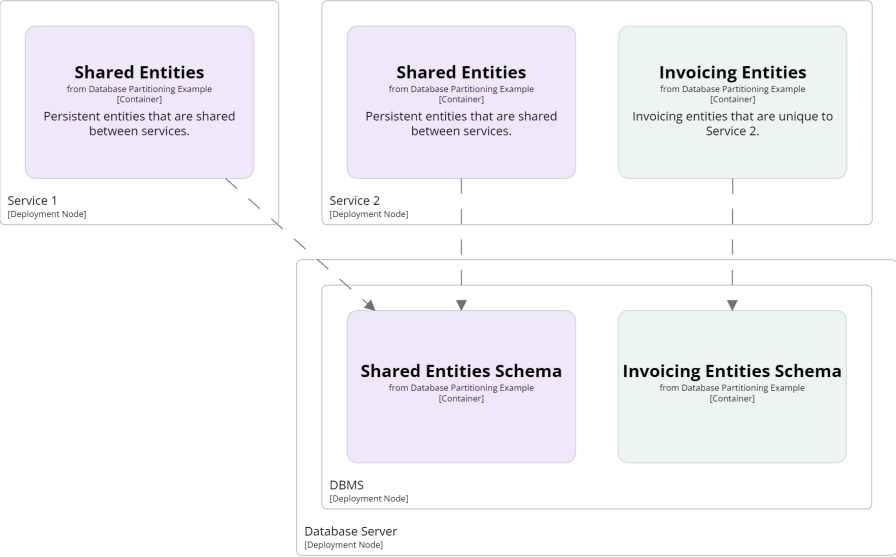 Shared Entities
from Database Partitioning Example
[Container]
Persistent entities that are shared
between services.
Service 1
[Deployment Node]
Shared Entities
from Database Partitioning Example
[Container]
Persistent entities that are shared
between services.
Invoicing Entities
from Database Partitioning Example
[Container]
Invoicing entities that are unique to
Service 2.
Service 2
[Deployment Node]
Shared Entities Schema
from Database Partitioning Example
[Container]
Invoicing Entities Schema
from Database Partitioning Example
[Container]
DBMS
[Deployment Node]
Database Server
[Deployment Node]